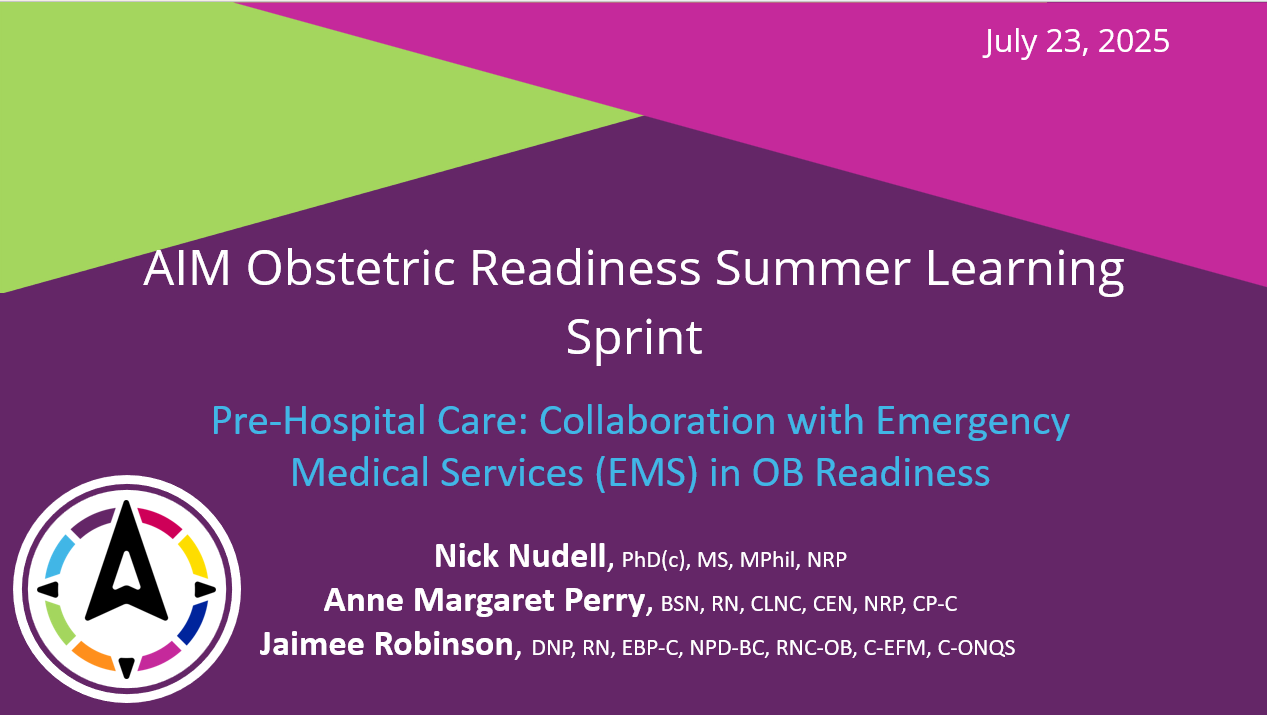 July 23, 2025
AIM Obstetric Readiness Summer Learning
Sprint
Pre-Hospital Care: Collaboration with Emergency
Medical Services (EMS) in OB Readiness
Nick Nudell, PhD(c), MS, MPhil, NRP
Anne Margaret Perry, BSN, RN, CLNC, CEN, NRP, CP-C
Jaimee Robinson, DNP, RN, EBP-C, NPD-BC, RNC-OB, C-EFM, C-ONQS